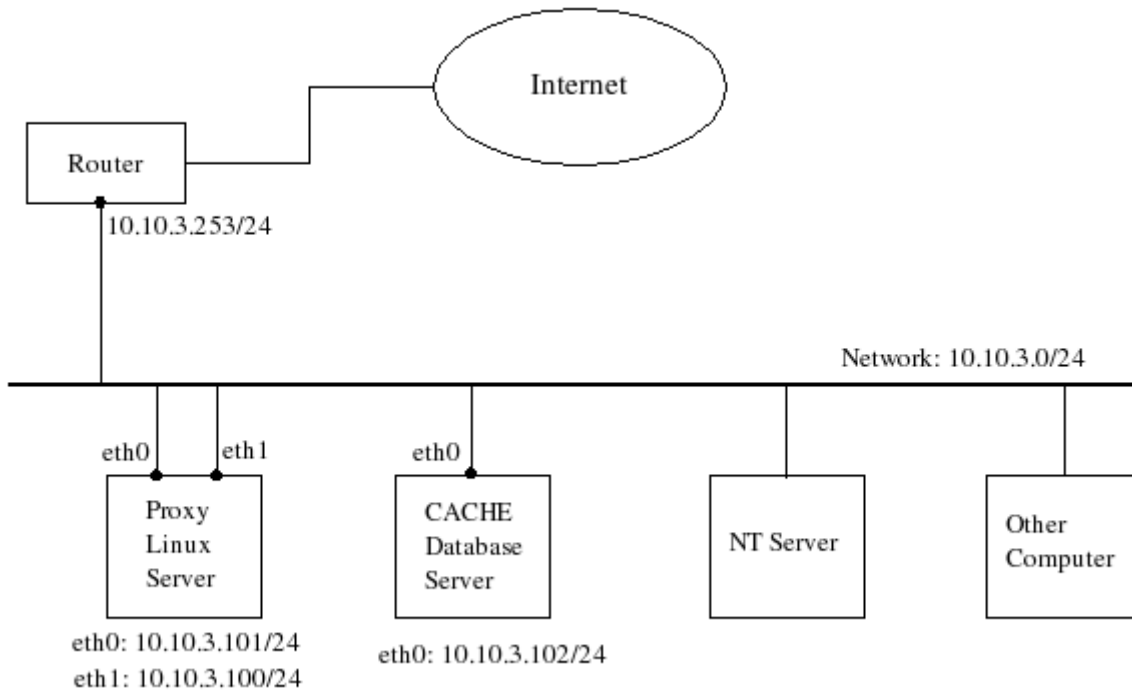 Internet
Router
10.10.3.253/24
Network: 10.10.3.0/24
eth0
eth1
eth0
Proxy
Linux
Server
CACHE
Database
Server
NT Server
Other
Computer
eth0: 10.10.3.101/24
eth1: 10.10.3.100/24
eth0: 10.10.3.102/24